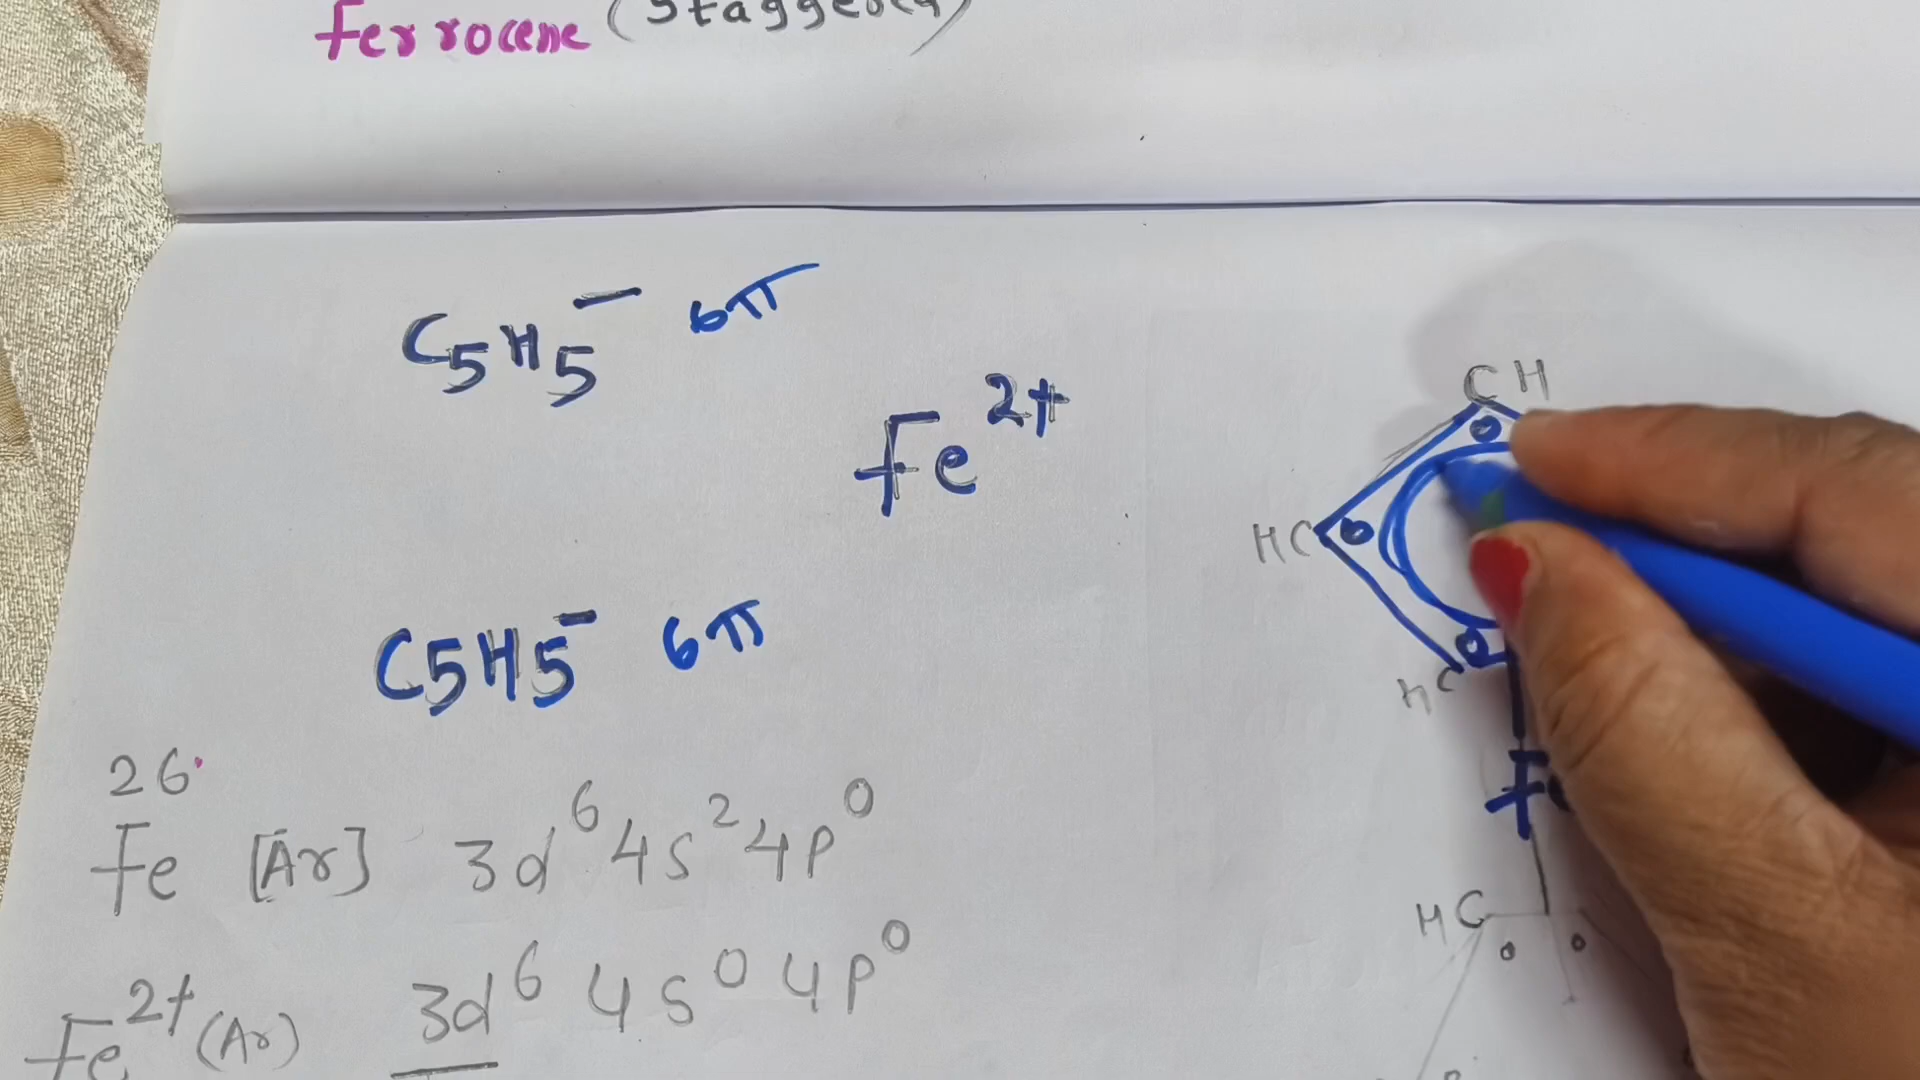 Ferrocene (Staggered)
C5H5⁻ 6π
Fe²⁺
CH
HC
HC
C5H5⁻ 6π
26
Fe [Ar] 3d⁶ 4s² 4p⁰
Fe
HC
Fe²⁺ (Ar) 3d⁶ 4s⁰ 4p⁰